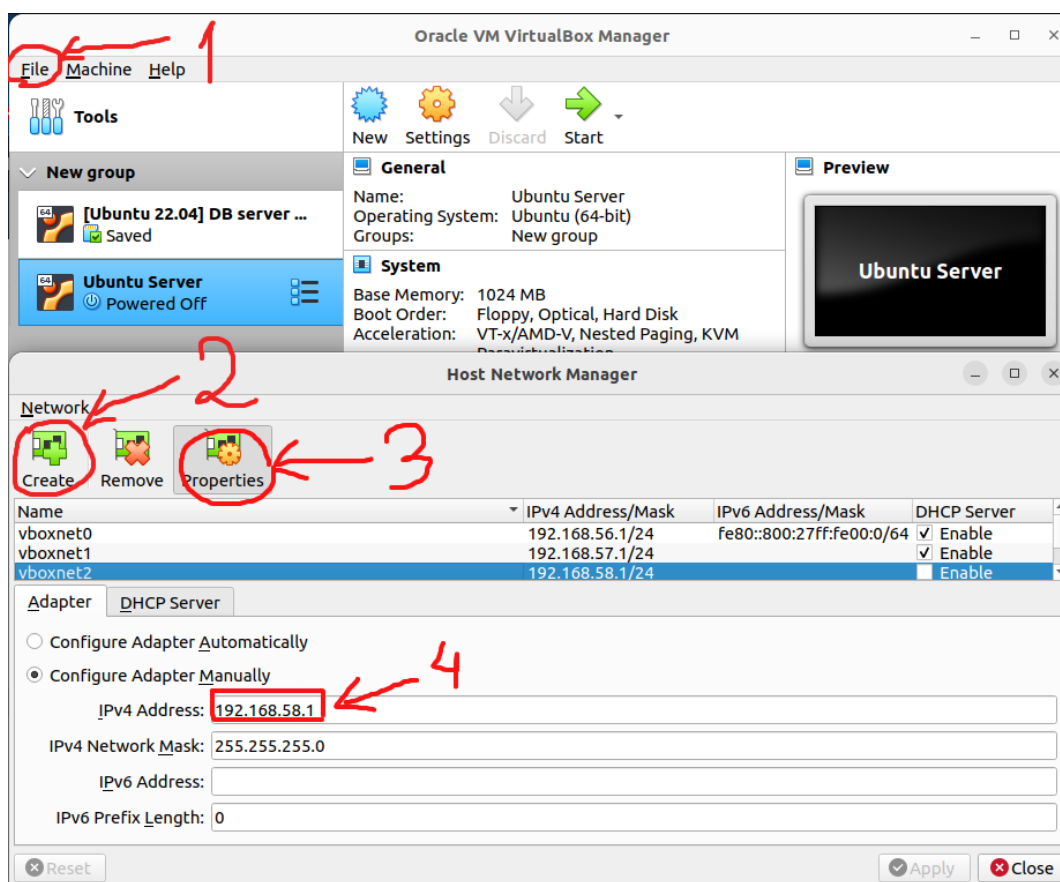 Oracle VM VirtualBox Manager
1
File Machine Help
Tools
New Settings Discard Start
New group
64
[Ubuntu 22.04] DB server ...
Saved
64
Ubuntu Server
Powered Off
General
Name: Ubuntu Server
Operating System: Ubuntu (64-bit)
Groups: New group
System
Base Memory: 1024 MB
Boot Order: Floppy, Optical, Hard Disk
Acceleration: VT-x/AMD-V, Nested Paging, KVM
Paravirtualization
Preview
Ubuntu Server
Host Network Manager
2
Network
Create Remove Properties
3
Name IPv4 Address/Mask IPv6 Address/Mask DHCP Server
vboxnet0 192.168.56.1/24 fe80::800:27ff:fe00:0/64 Enable
vboxnet1 192.168.57.1/24 Enable
vboxnet2 192.168.58.1/24 Enable
Adapter DHCP Server
Configure Adapter Automatically
Configure Adapter Manually
4
IPv4 Address: 192.168.58.1
IPv4 Network Mask: 255.255.255.0
IPv6 Address:
IPv6 Prefix Length: 0
Reset Apply Close